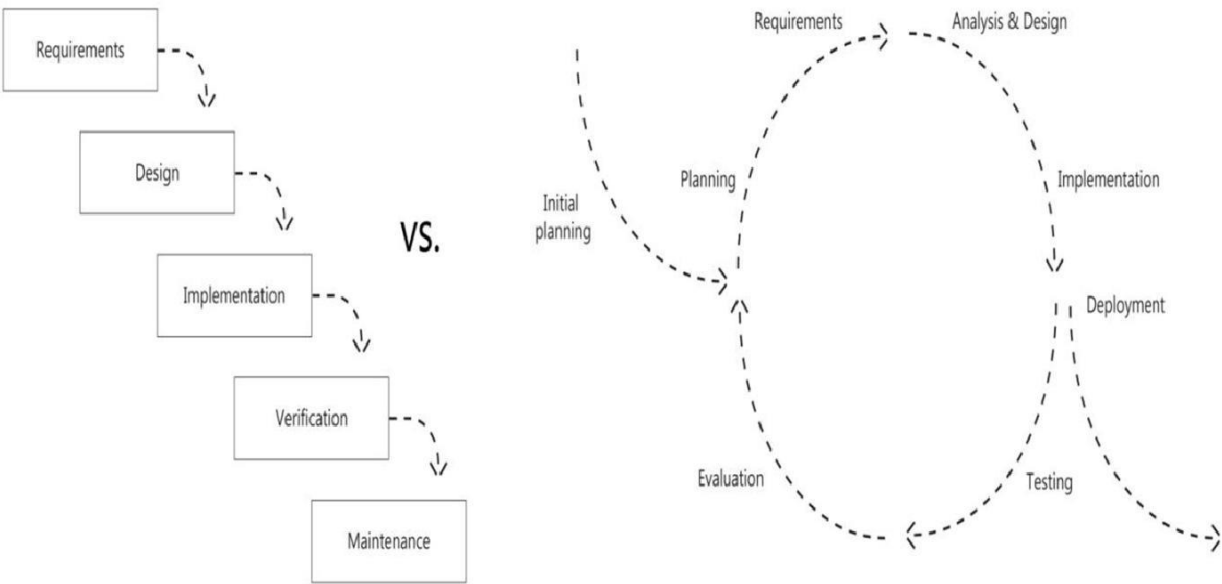 Requirements
Design
Implementation
Verification
Maintenance
vs.
Initial
planning
Planning
Requirements
Analysis & Design
Implementation
Deployment
Testing
Evaluation